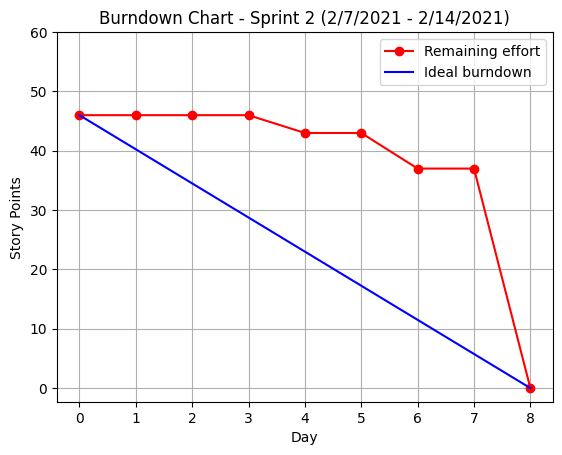 Burndown Chart - Sprint 2 (2/7/2021 - 2/14/2021)
Remaining effort
Ideal burndown
60
50
40
30
20
10
0
Story Points
0 1 2 3 4 5 6 7 8
Day